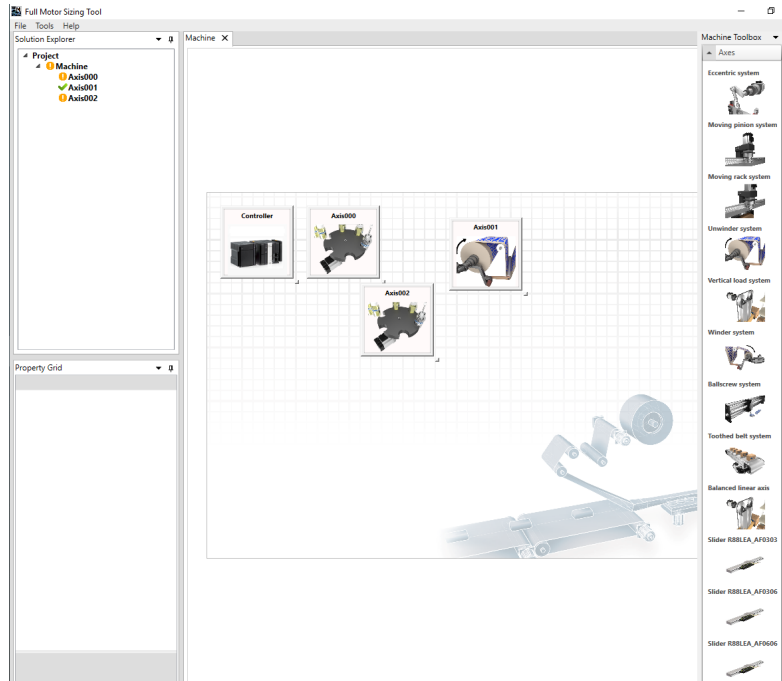 Full Motor Sizing Tool
File Tools Help
Solution Explorer
Project
Machine
Axis000
Axis001
Axis002
Property Grid
Machine X
Controller
Axis000
Axis001
Axis002
Machine Toolbox
Axes
Eccentric system
Moving pinion system
Moving rack system
Unwinder system
Vertical load system
Winder system
Ballscrew system
Toothed belt system
Balanced linear axis
Slider R88LEA_AF0303
Slider R88LEA_AF0306
Slider R88LEA_AF0606